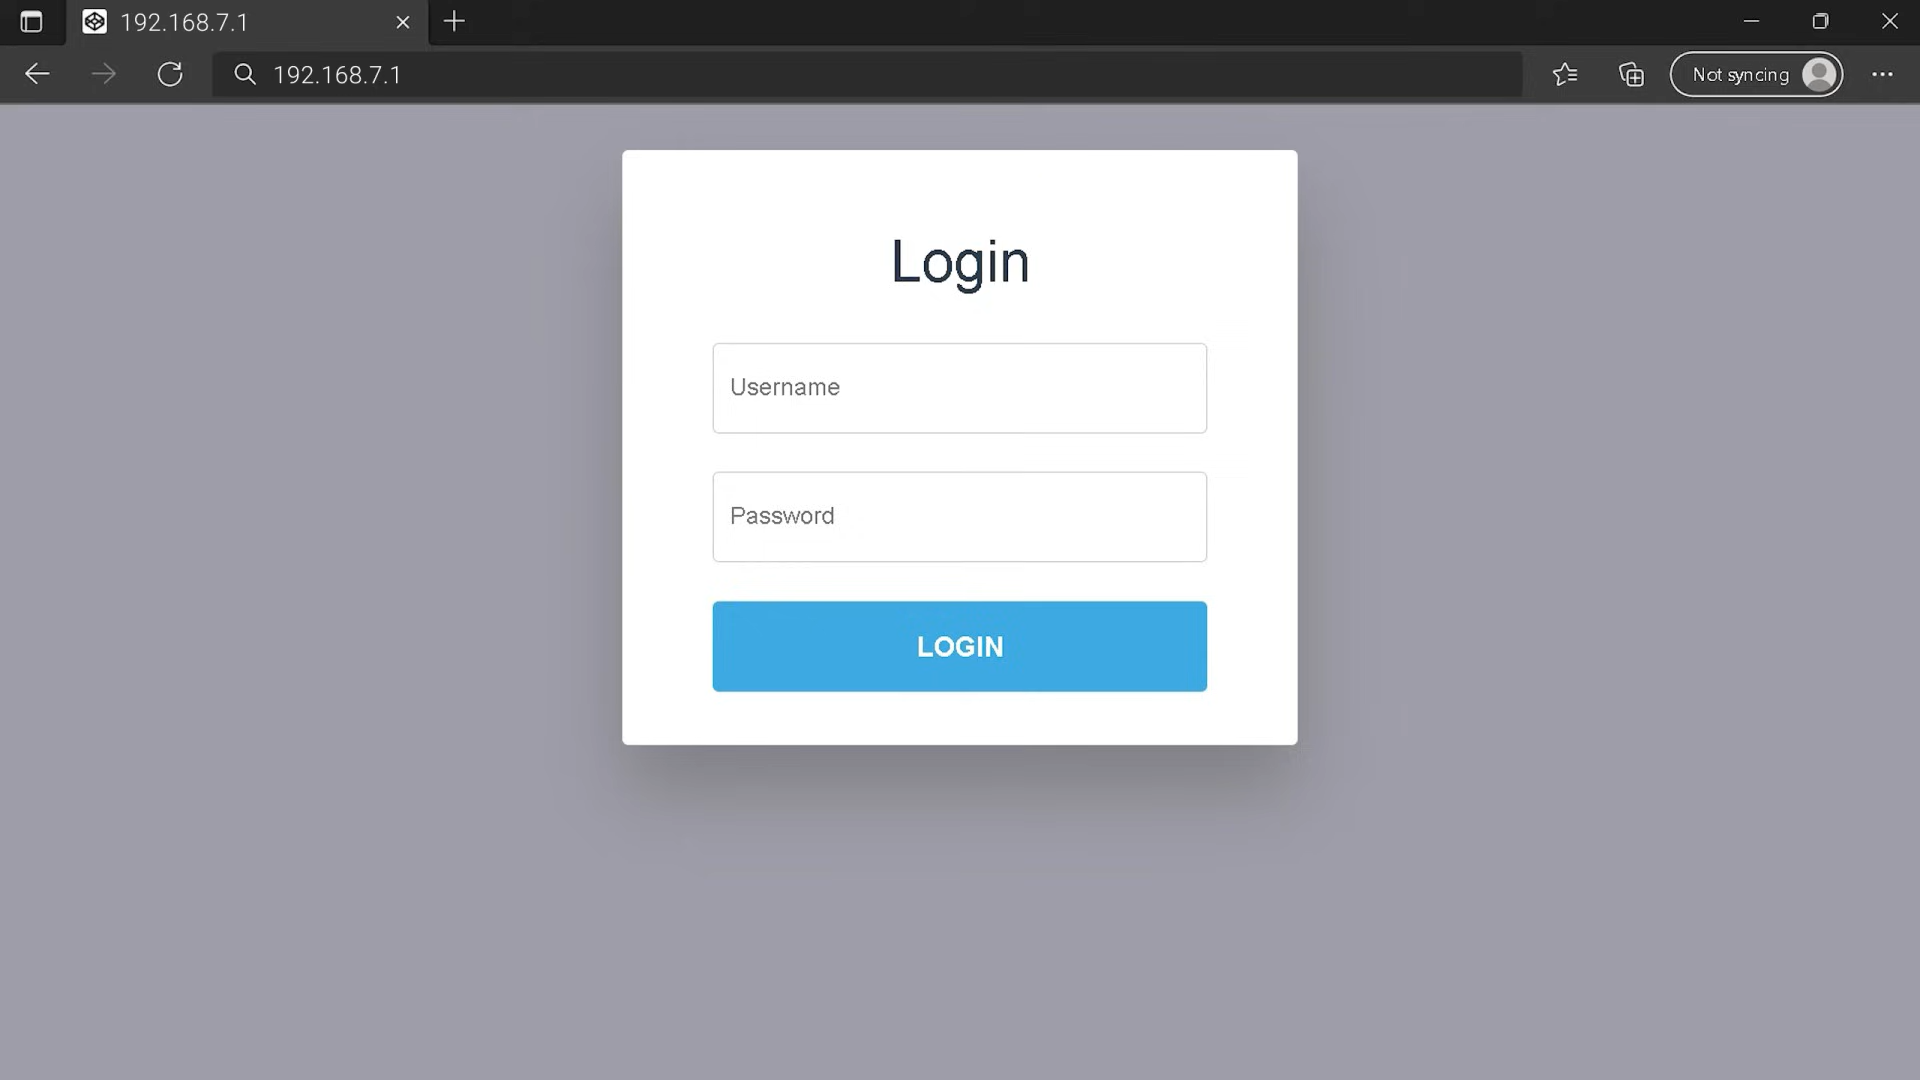 192.168.7.1
192.168.7.1
Not syncing
Login
Username
Password
LOGIN